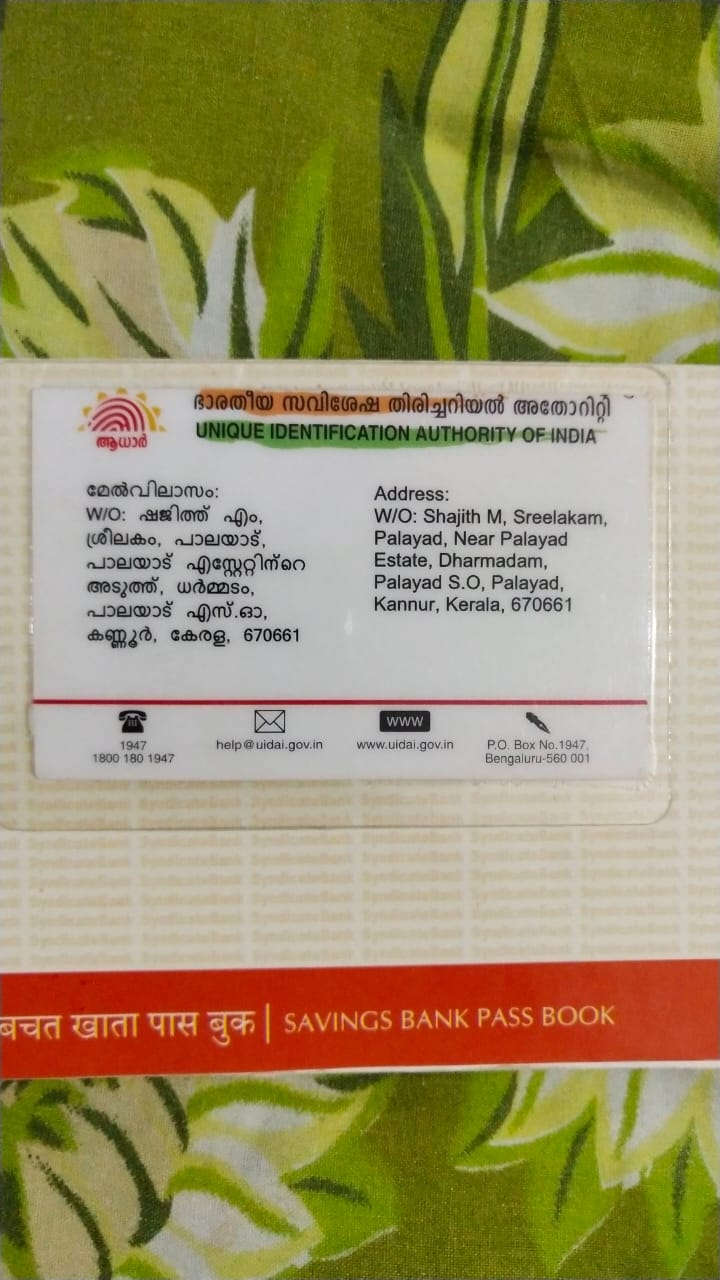 ആധാർ
ഭാരതീയ സവിശേഷ തിരിച്ചറിയൽ അതോറിറ്റി
UNIQUE IDENTIFICATION AUTHORITY OF INDIA
മേൽവിലാസം:
W/O: ഷജിത്ത് എം,
ശ്രീലകം, പാലയാട്,
പാലയാട് എസ്റ്റേറ്റിന്റെ
അടുത്ത്, ധർമ്മടം,
പാലയാട് എസ്.ഓ,
കണ്ണൂർ, കേരള, 670661
Address:
W/O: Shajith M, Sreelakam,
Palayad, Near Palayad
Estate, Dharmadam,
Palayad S.O, Palayad,
Kannur, Kerala, 670661
1947
1800 180 1947
help@uidai.gov.in
WWW
www.uidai.gov.in
P.O. Box No.1947,
Bengaluru-560 001
बचत खाता पास बुक | SAVINGS BANK PASS BOOK